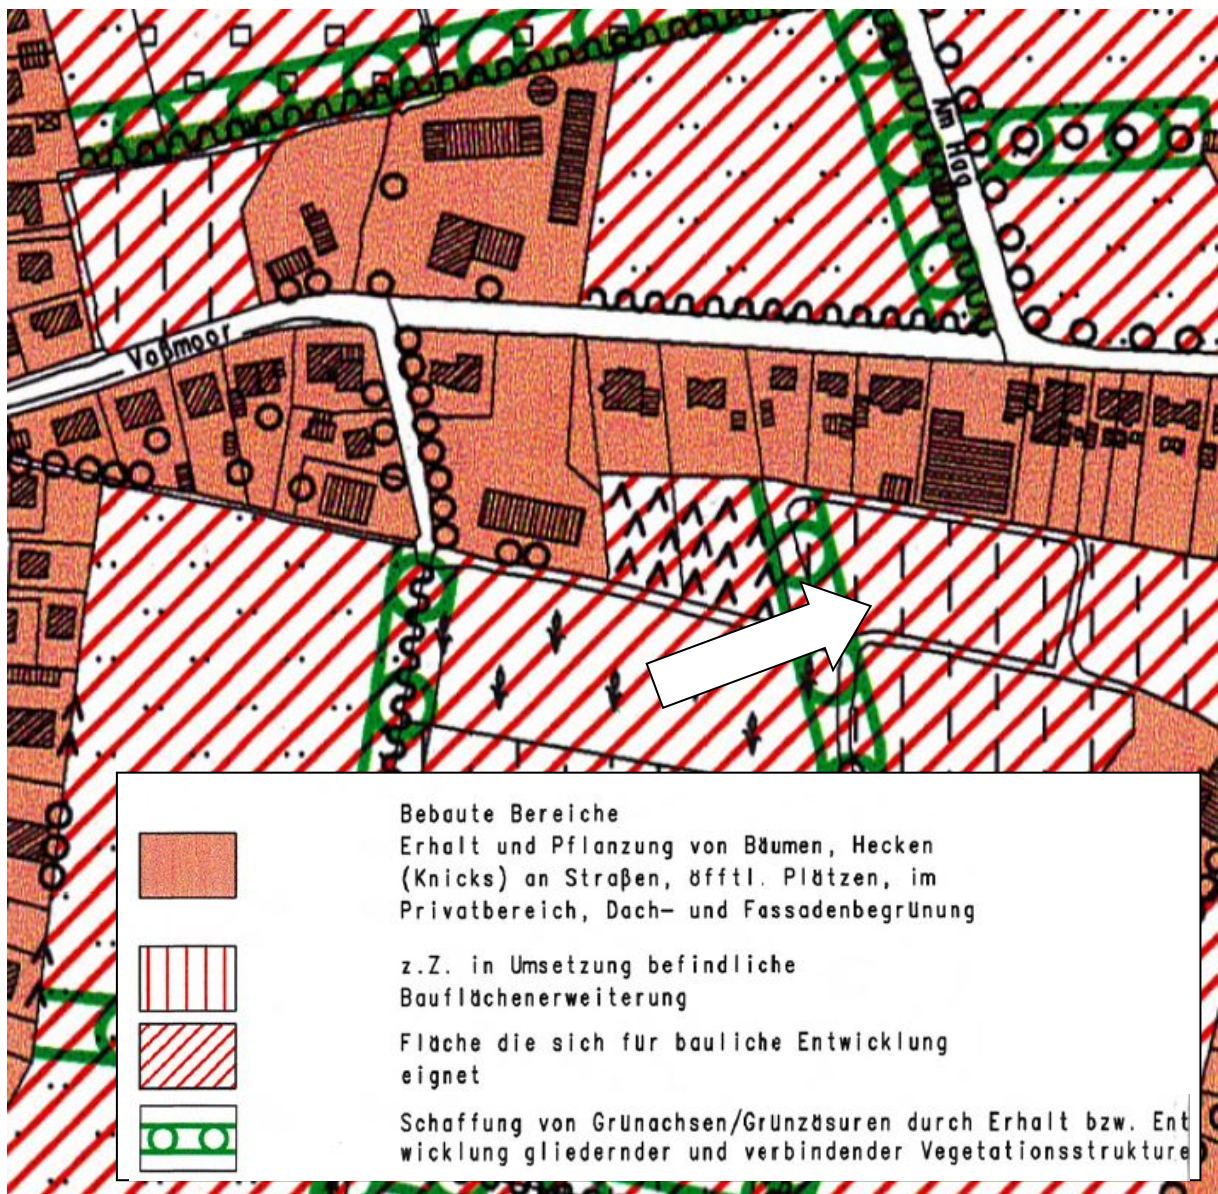 Am Haag
Voßmoor
Bebaute Bereiche
Erhalt und Pflanzung von Bäumen, Hecken
(Knicks) an Straßen, öfftl. Plätzen, im
Privatbereich, Dach- und Fassadenbegrünung
z.Z. in Umsetzung befindliche
Bauflächenerweiterung
Fläche die sich für bauliche Entwicklung
eignet
Schaffung von Grünachsen/Grünzäsuren durch Erhalt bzw. Ent
wicklung gliedernder und verbindender Vegetationsstrukture